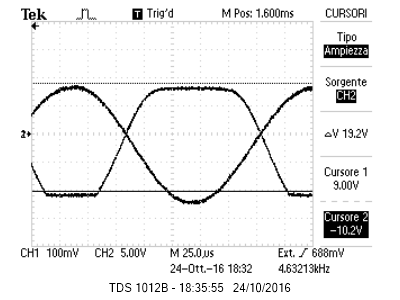 Tek Trig'd M Pos: 1.600ms CURSORI
Tipo
Ampiezza
Sorgente
CH2
2
△V 19.2V
Cursore 1
9.00V
Cursore 2
-10.2V
CH1 100mV CH2 5.00V M 25.0µs Ext. ∕ 688mV
24-Ott.-16 18:32 4.63213kHz
TDS 1012B - 18:35:55 24/10/2016